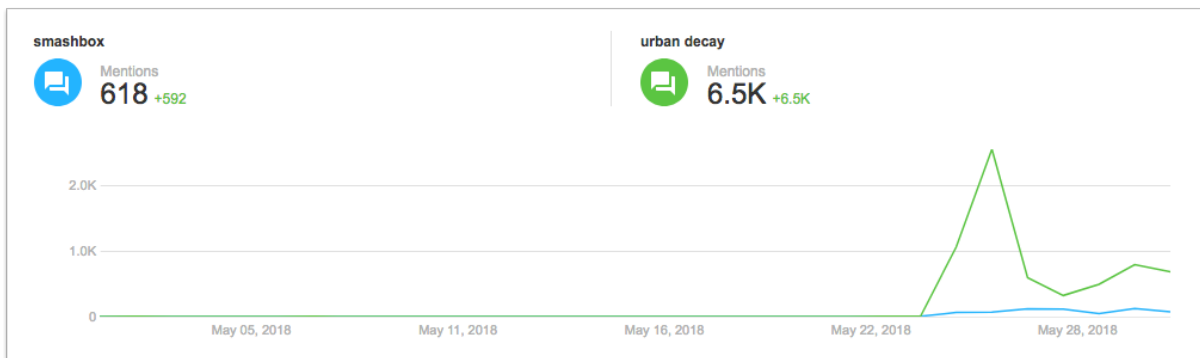 smashbox
Mentions
618 +592
urban decay
Mentions
6.5K +6.5K
2.0K
1.0K
0
May 05, 2018 May 11, 2018 May 16, 2018 May 22, 2018 May 28, 2018